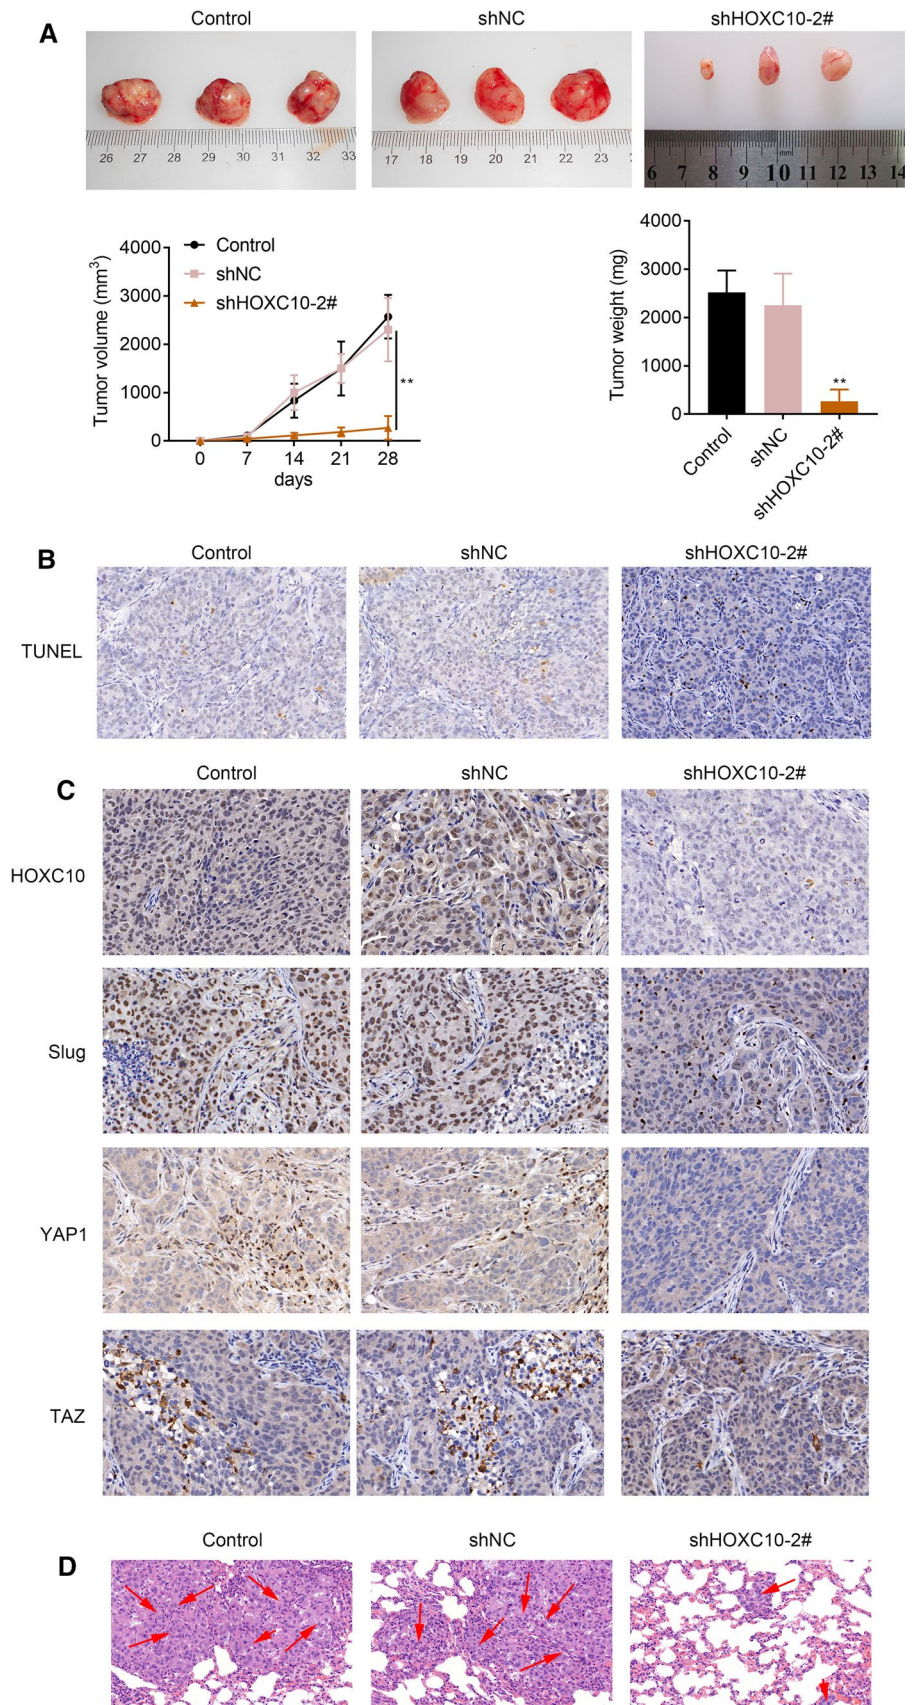 A
Control
shNC
shHOXC10-2#
26 27 28 29 30 31 32 33
17 18 19 20 21 22 23
6 7 8 9 10 11 12 13 14
mm
Tumor volume (mm³)
4000
3000
2000
1000
0
Control
shNC
shHOXC10-2#
**
0 7 14 21 28
days
Tumor weight (mg)
4000
3000
2000
1000
0
**
Control
shNC
shHOXC10-2#
B
Control
shNC
shHOXC10-2#
TUNEL
C
Control
shNC
shHOXC10-2#
HOXC10
Slug
YAP1
TAZ
D
Control
shNC
shHOXC10-2#